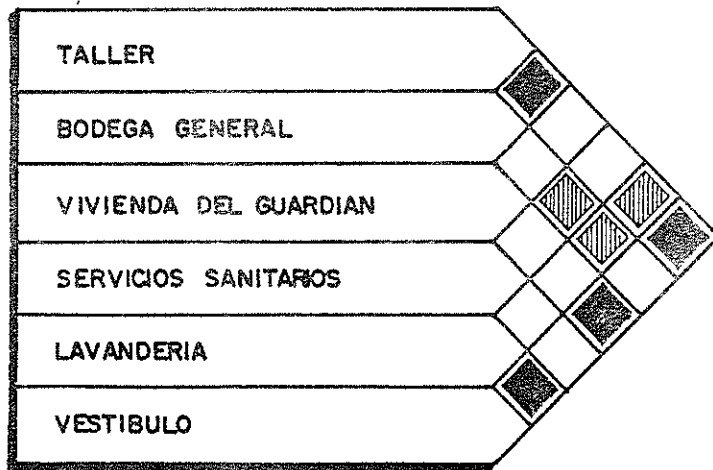 TALLER
BODEGA GENERAL
VIVIENDA DEL GUARDIAN
SERVICIOS SANITARIOS
LAVANDERIA
VESTIBULO